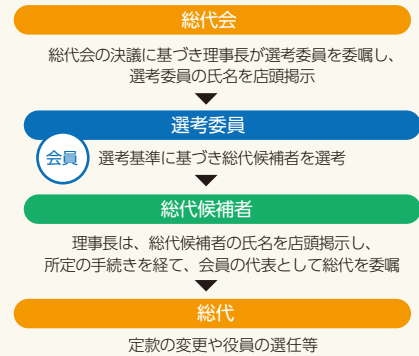 総代会
総代会の決議に基づき理事長が選考委員を委嘱し、
選考委員の氏名を店頭掲示
選考委員
会員
選考基準に基づき総代候補者を選考
総代候補者
理事長は、総代候補者の氏名を店頭掲示し、
所定の手続きを経て、会員の代表として総代を委嘱
総代
定款の変更や役員の選任等